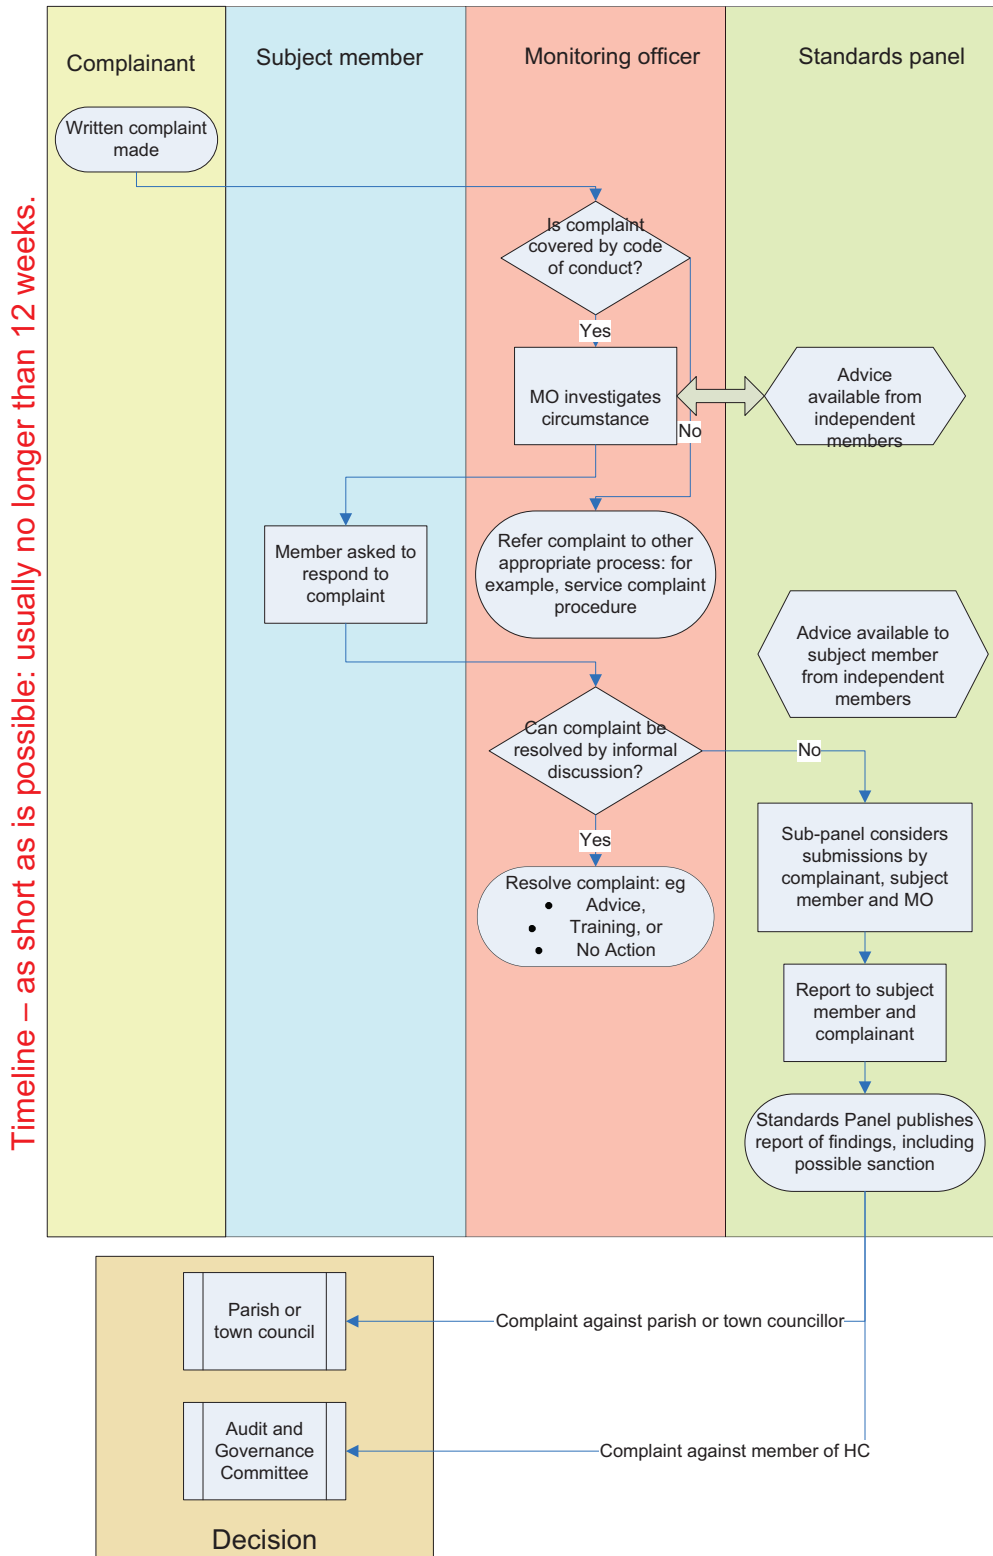 Complainant
Subject member
Monitoring officer
Standards panel
Timeline – as short as is possible: usually no longer than 12 weeks.
Written complaint
made
Is complaint
covered by code
of conduct?
Yes
MO investigates
circumstance
No
Advice
available from
independent
members
Member asked to
respond to
complaint
Refer complaint to other
appropriate process: for
example, service complaint
procedure
Advice available to
subject member
from independent
members
Can complaint be
resolved by informal
discussion?
No
Yes
Resolve complaint: eg
• Advice,
• Training, or
• No Action
Sub-panel considers
submissions by
complainant, subject
member and MO
Report to subject
member and
complainant
Standards Panel publishes
report of findings, including
possible sanction
Parish or
town council
Complaint against parish or town councillor
Audit and
Governance
Committee
Complaint against member of HC
Decision